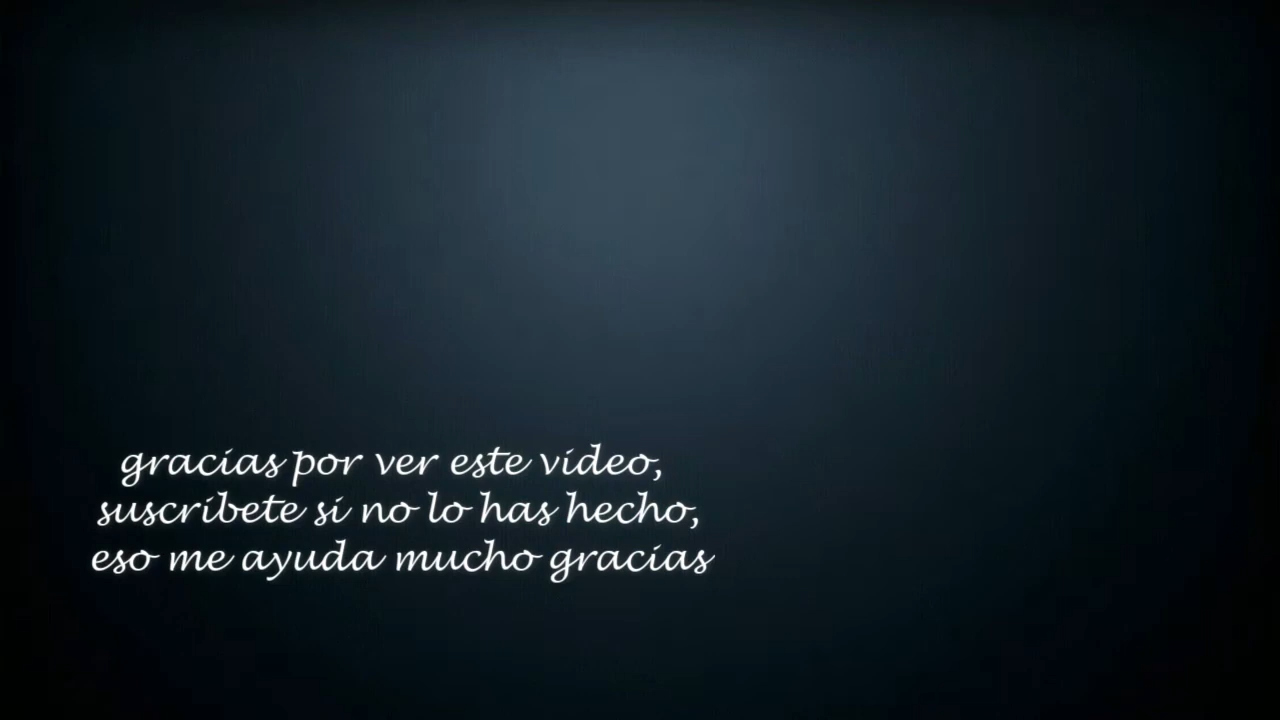 gracias por ver este video,
suscribete si no lo has hecho,
eso me ayuda mucho gracias